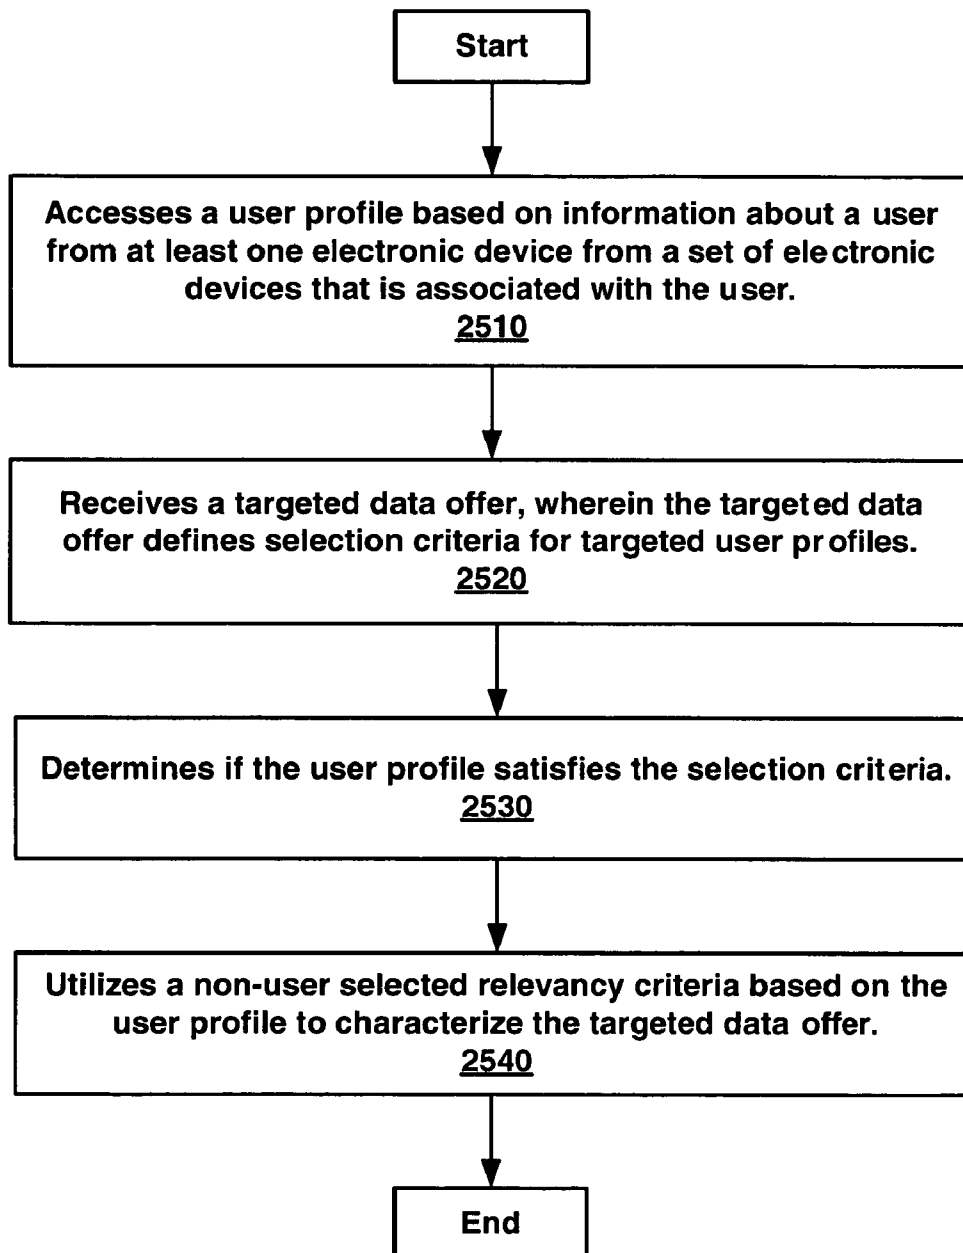 Start
Accesses a user profile based on information about a user
from at least one electronic device from a set of electronic
devices that is associated with the user.
2510
Receives a targeted data offer, wherein the targeted data
offer defines selection criteria for targeted user profiles.
2520
Determines if the user profile satisfies the selection criteria.
2530
Utilizes a non-user selected relevancy criteria based on the
user profile to characterize the targeted data offer.
2540
End